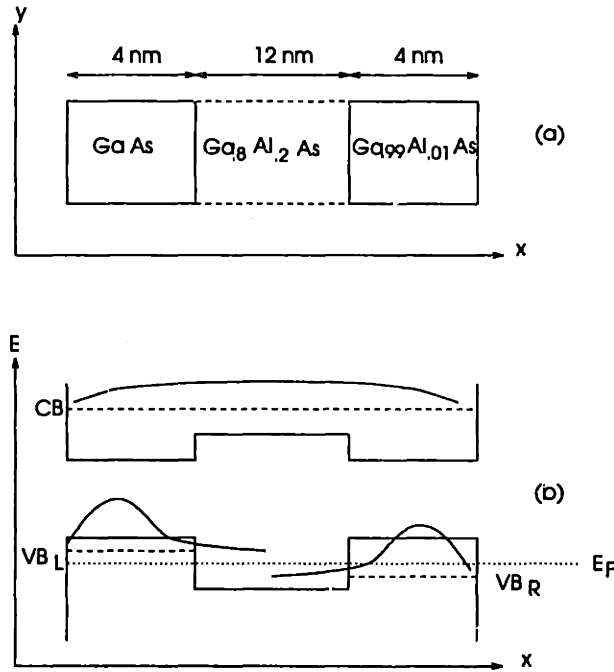 y
4 nm 12 nm 4 nm
Ga As Ga.8 Al.2 As Ga.99 Al.01 As
(a)
x
E
CB
(b)
VB L
E F
VB R
x